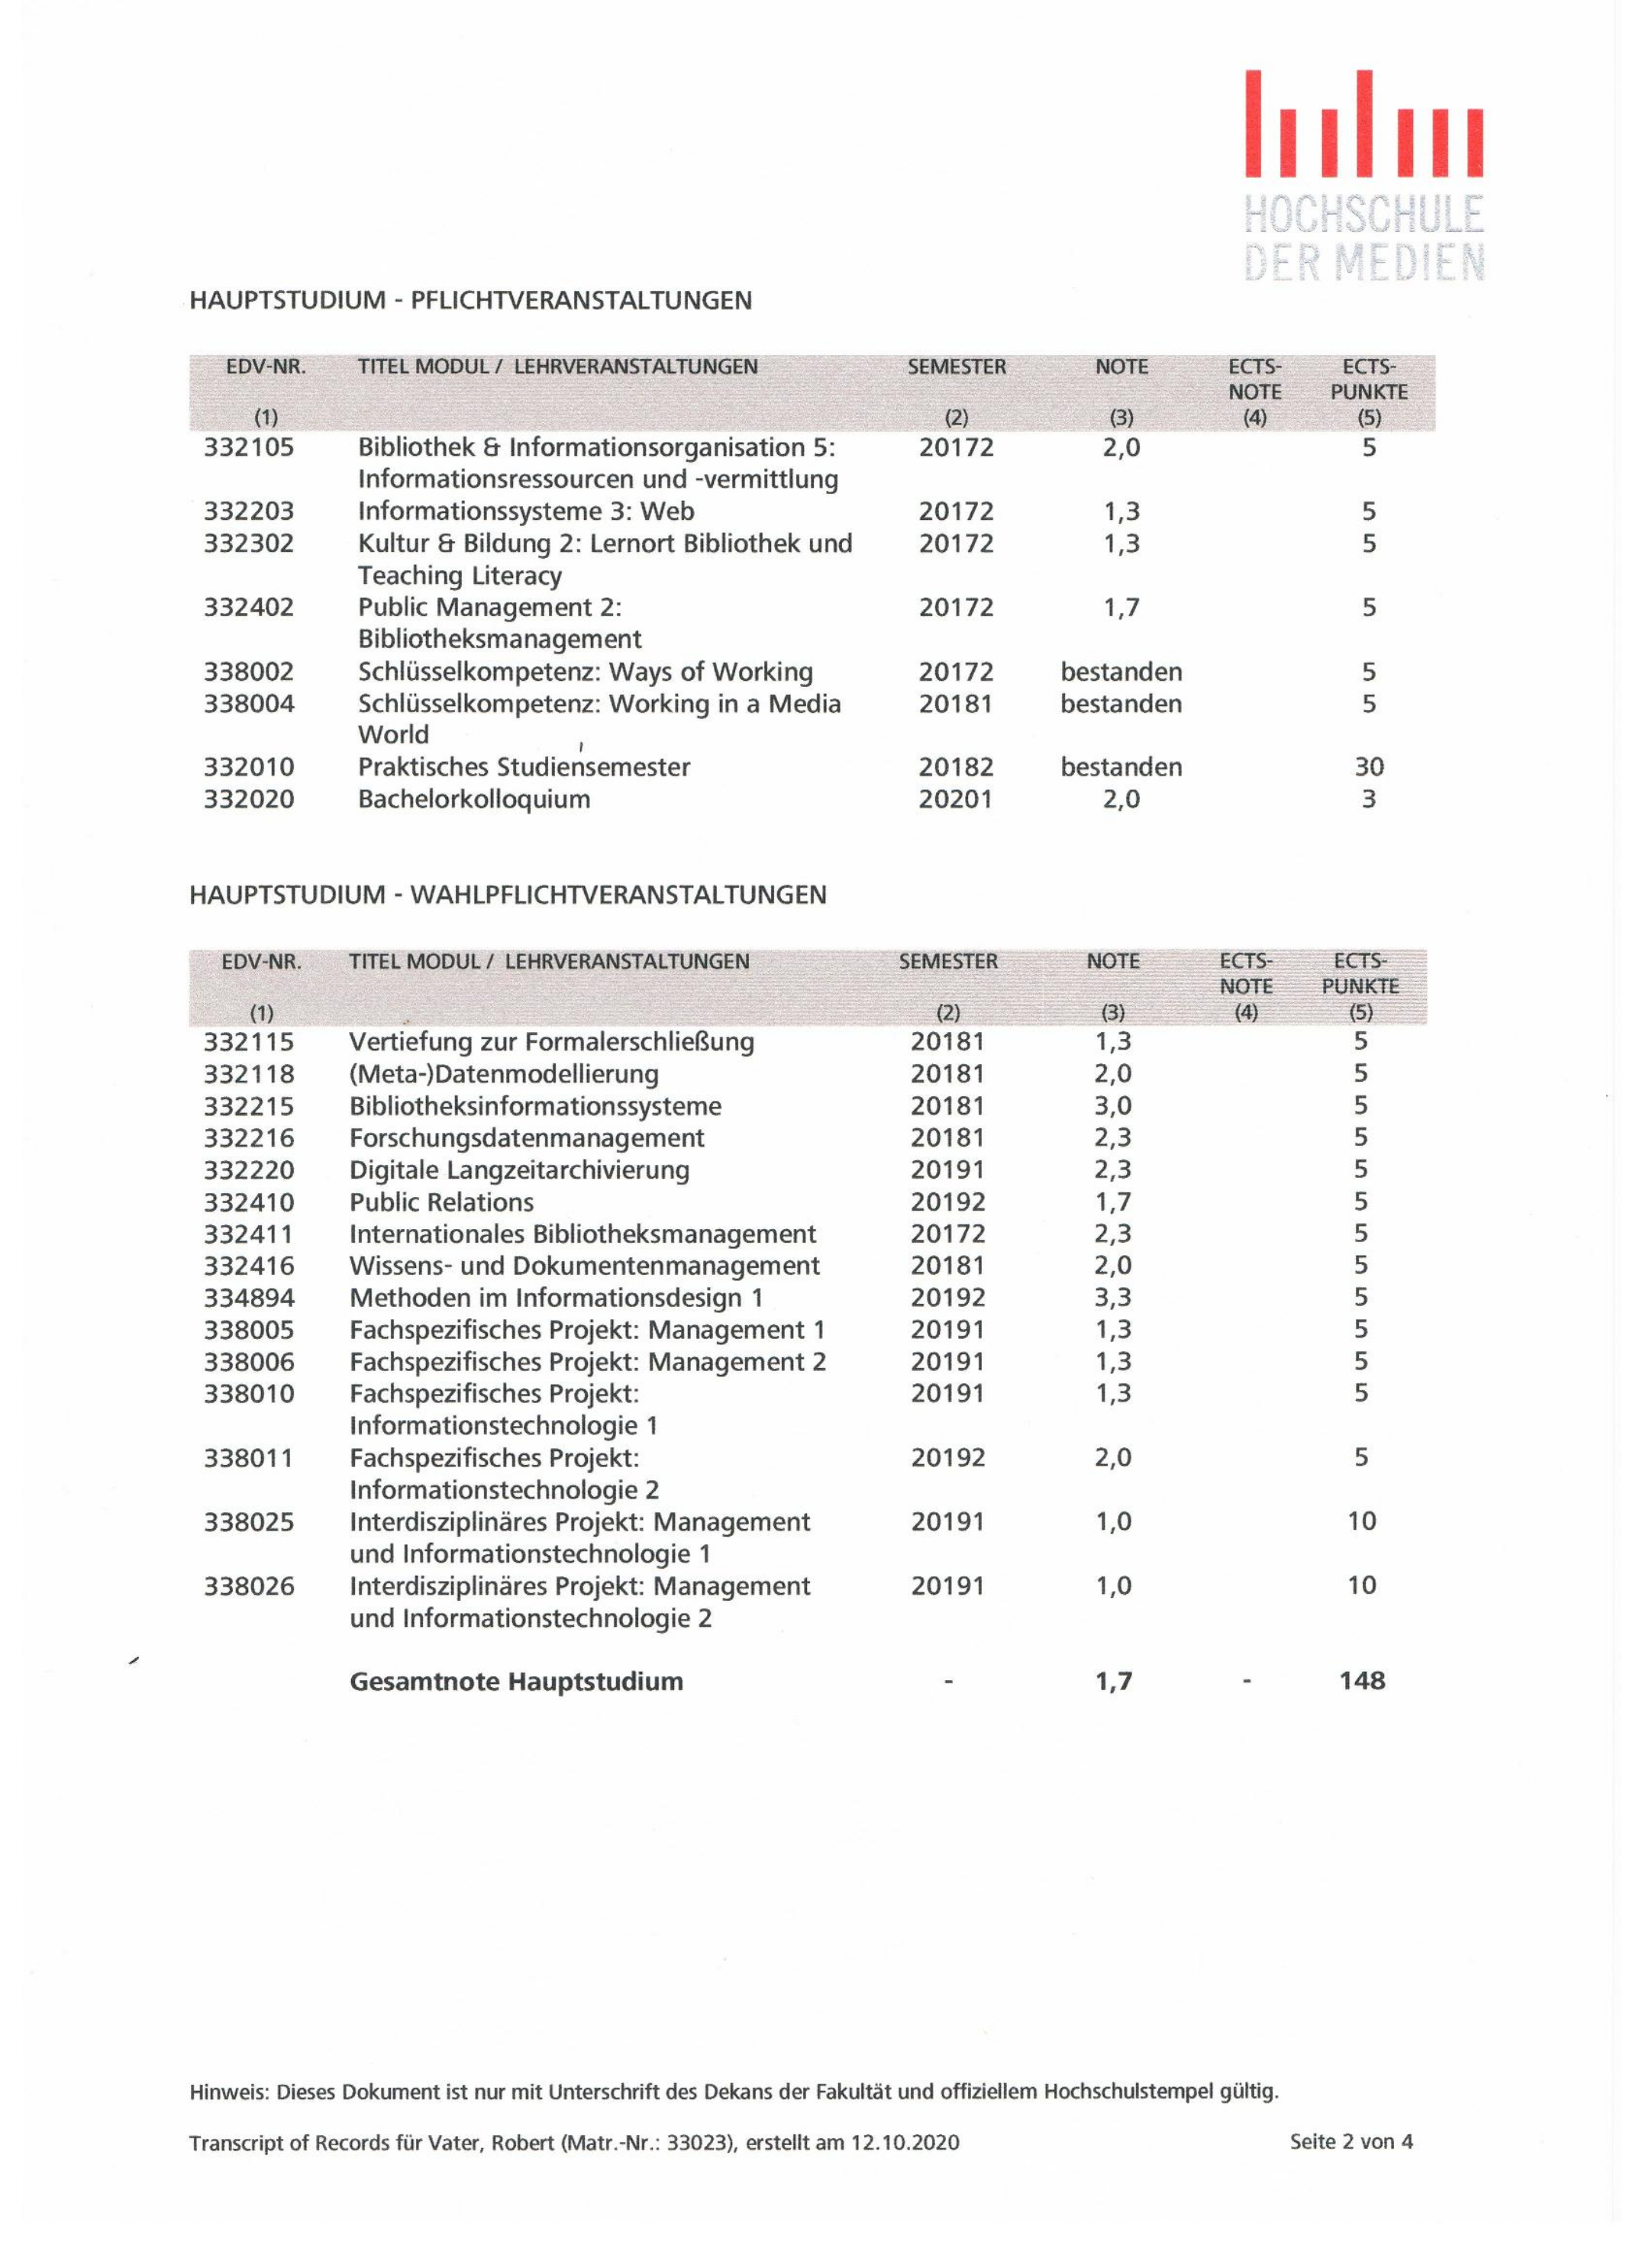 HOCHSCHULE
DER MEDIEN
HAUPTSTUDIUM - PFLICHTVERANSTALTUNGEN
EDV-NR. TITEL MODUL / LEHRVERANSTALTUNGEN SEMESTER NOTE ECTS- ECTS-
NOTE PUNKTE
(1) (2) (3) (4) (5)
332105 Bibliothek & Informationsorganisation 5: 20172 2,0 5
Informationsressourcen und -vermittlung
332203 Informationssysteme 3: Web 20172 1,3 5
332302 Kultur & Bildung 2: Lernort Bibliothek und 20172 1,3 5
Teaching Literacy
332402 Public Management 2: 20172 1,7 5
Bibliotheksmanagement
338002 Schlüsselkompetenz: Ways of Working 20172 bestanden 5
338004 Schlüsselkompetenz: Working in a Media 20181 bestanden 5
World
332010 Praktisches Studiensemester 20182 bestanden 30
332020 Bachelorkolloquium 20201 2,0 3
HAUPTSTUDIUM - WAHLPFLICHTVERANSTALTUNGEN
EDV-NR. TITEL MODUL / LEHRVERANSTALTUNGEN SEMESTER NOTE ECTS- ECTS-
NOTE PUNKTE
(1) (2) (3) (4) (5)
332115 Vertiefung zur Formalerschließung 20181 1,3 5
332118 (Meta-)Datenmodellierung 20181 2,0 5
332215 Bibliotheksinformationssysteme 20181 3,0 5
332216 Forschungsdatenmanagement 20181 2,3 5
332220 Digitale Langzeitarchivierung 20191 2,3 5
332410 Public Relations 20192 1,7 5
332411 Internationales Bibliotheksmanagement 20172 2,3 5
332416 Wissens- und Dokumentenmanagement 20181 2,0 5
334894 Methoden im Informationsdesign 1 20192 3,3 5
338005 Fachspezifisches Projekt: Management 1 20191 1,3 5
338006 Fachspezifisches Projekt: Management 2 20191 1,3 5
338010 Fachspezifisches Projekt: 20191 1,3 5
Informationstechnologie 1
338011 Fachspezifisches Projekt: 20192 2,0 5
Informationstechnologie 2
338025 Interdisziplinäres Projekt: Management 20191 1,0 10
und Informationstechnologie 1
338026 Interdisziplinäres Projekt: Management 20191 1,0 10
und Informationstechnologie 2
Gesamtnote Hauptstudium - 1,7 - 148
Hinweis: Dieses Dokument ist nur mit Unterschrift des Dekans der Fakultät und offiziellem Hochschulstempel gültig.
Transcript of Records für Vater, Robert (Matr.-Nr.: 33023), erstellt am 12.10.2020 Seite 2 von 4